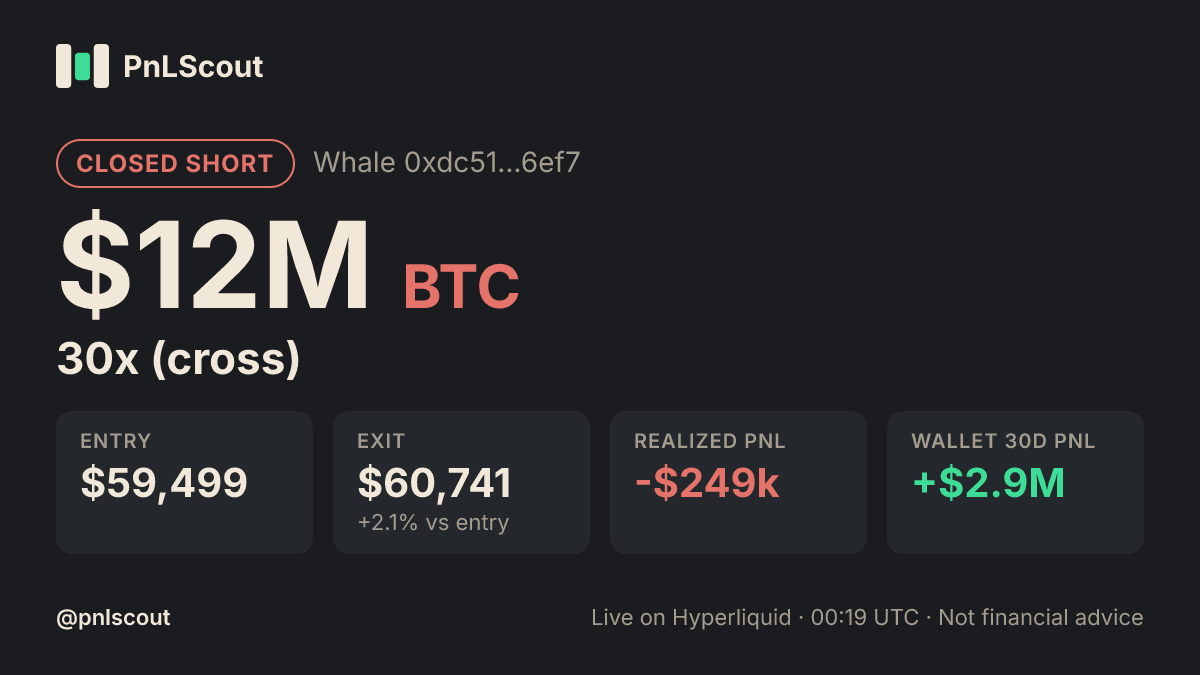 PnLScout
CLOSED SHORT Whale 0xdc51...6ef7
$12M BTC
30x (cross)
ENTRY
$59,499
EXIT
$60,741
+2.1% vs entry
REALIZED PNL
-$249k
WALLET 30D PNL
+$2.9M
@pnlscout
Live on Hyperliquid · 00:19 UTC · Not financial advice